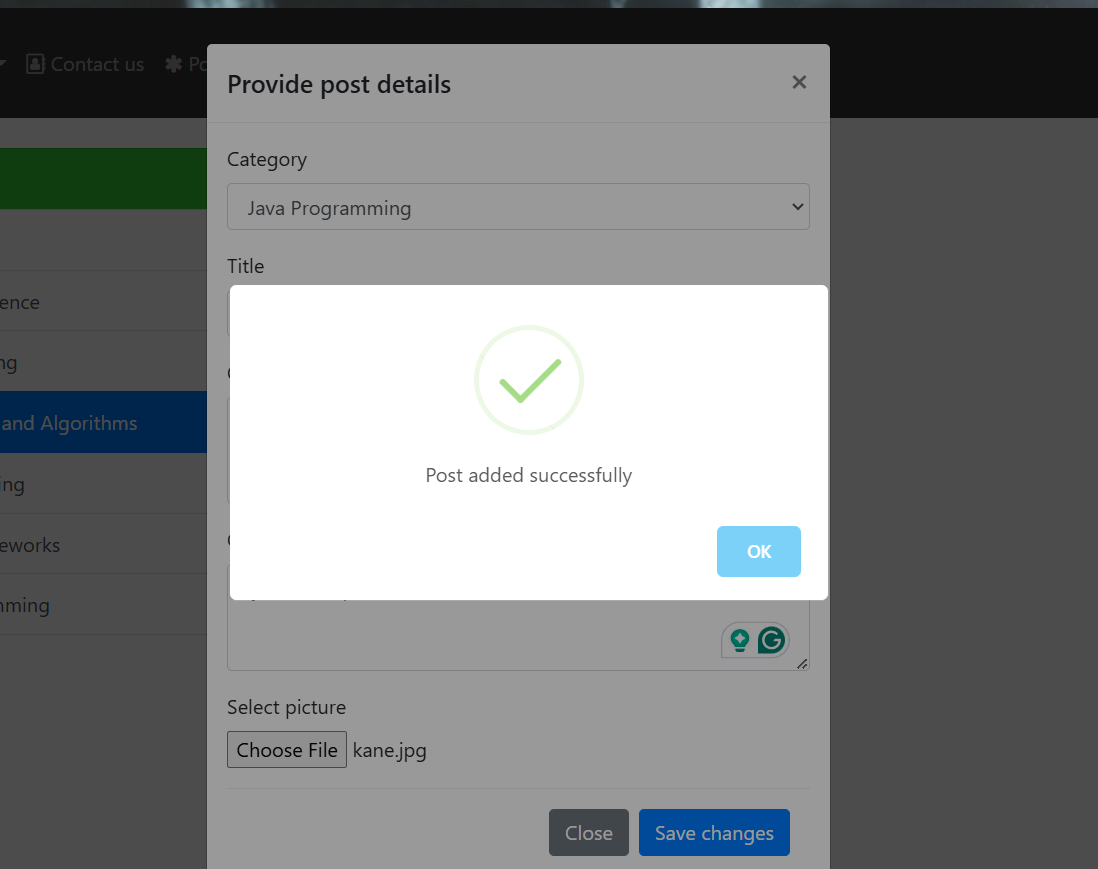 Contact us
Provide post details
×
Category
Java Programming
Title
ence
ng
and Algorithms
ing
eworks
mming
Post added successfully
OK
Select picture
Choose File kane.jpg
Close
Save changes